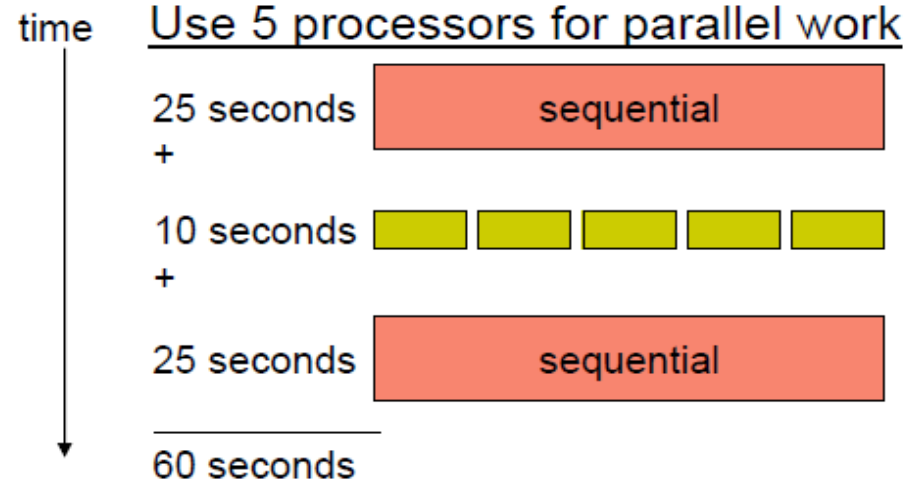 time
Use 5 processors for parallel work
25 seconds
sequential
+
10 seconds
+
25 seconds
sequential
60 seconds